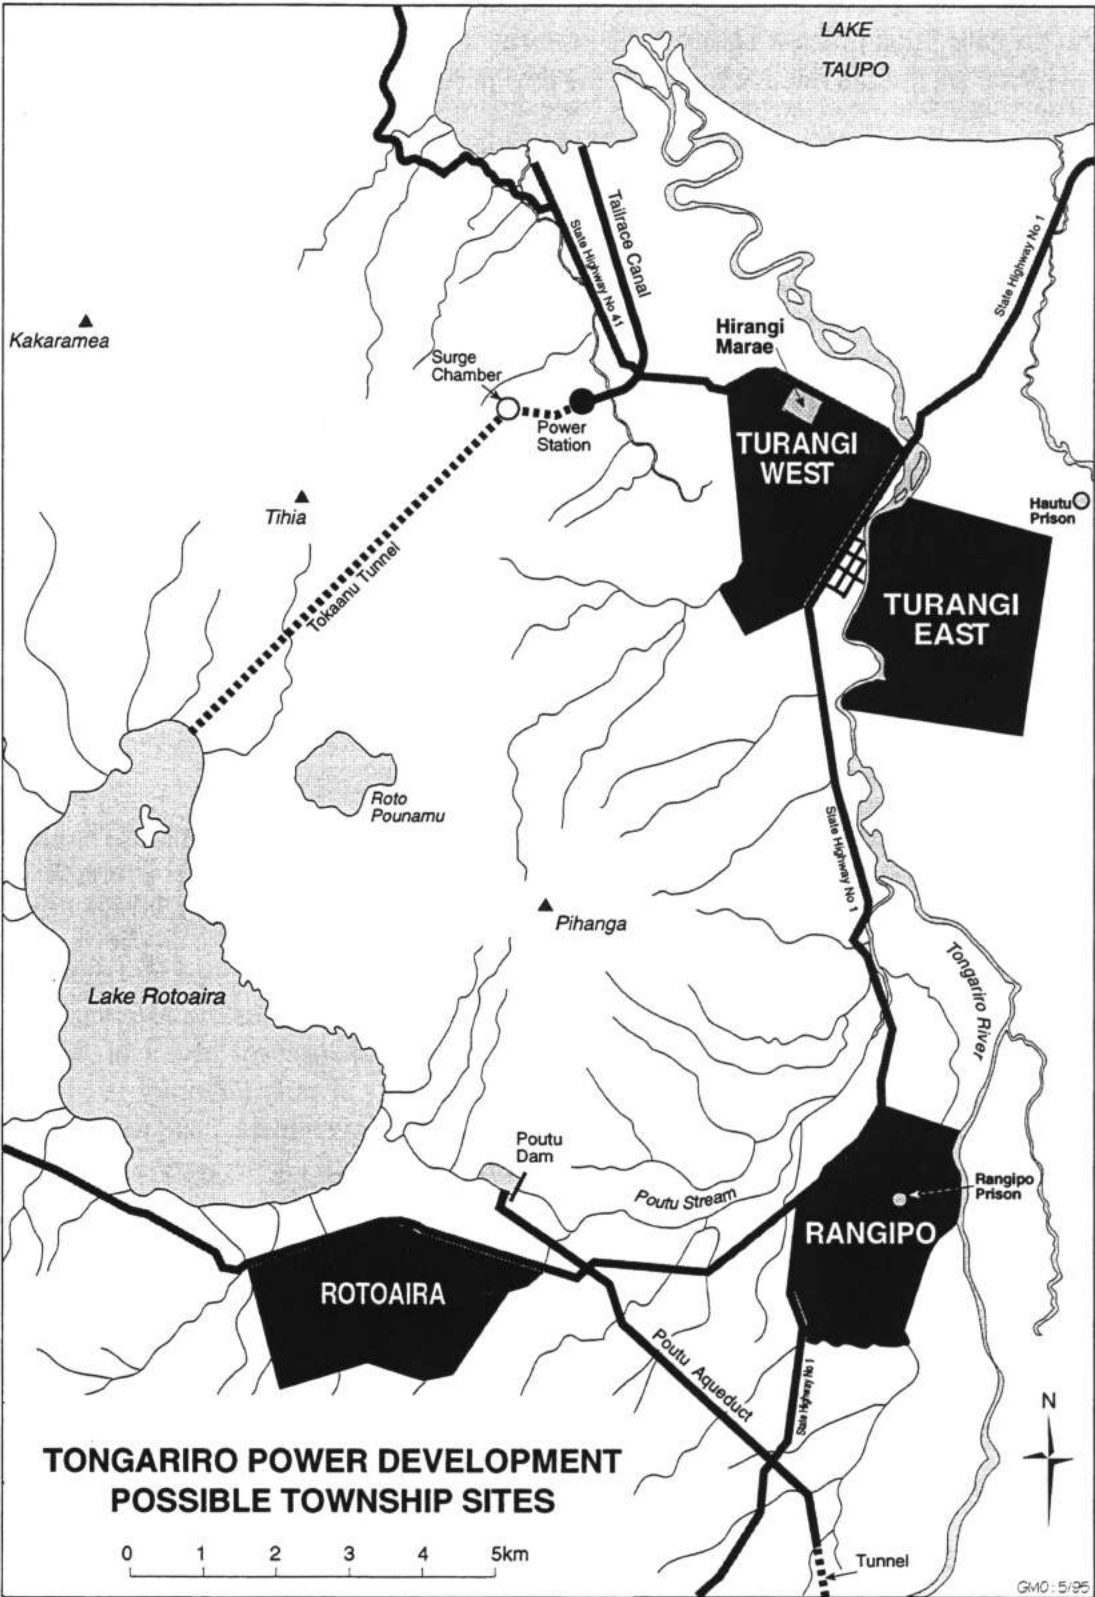 LAKE
TAUPO
Tailrace Canal
State Highway No 41
State Highway No 1
Kakaramea
Hirangi
Marae
Surge
Chamber
Power
Station
TURANGI
WEST
Tihia
Hautu
Prison
Tokaanu Tunnel
TURANGI
EAST
Roto
Pounamu
State Highway No 1
Pihanga
Lake Rotoaira
Tongariro
River
Poutu
Dam
Poutu Stream
Rangipo
Prison
RANGIPO
ROTOAIRA
Poutu Aqueduct
State Highway No 1
N
TONGARIRO POWER DEVELOPMENT
POSSIBLE TOWNSHIP SITES
0 1 2 3 4 5km
Tunnel
GMO: 5/95